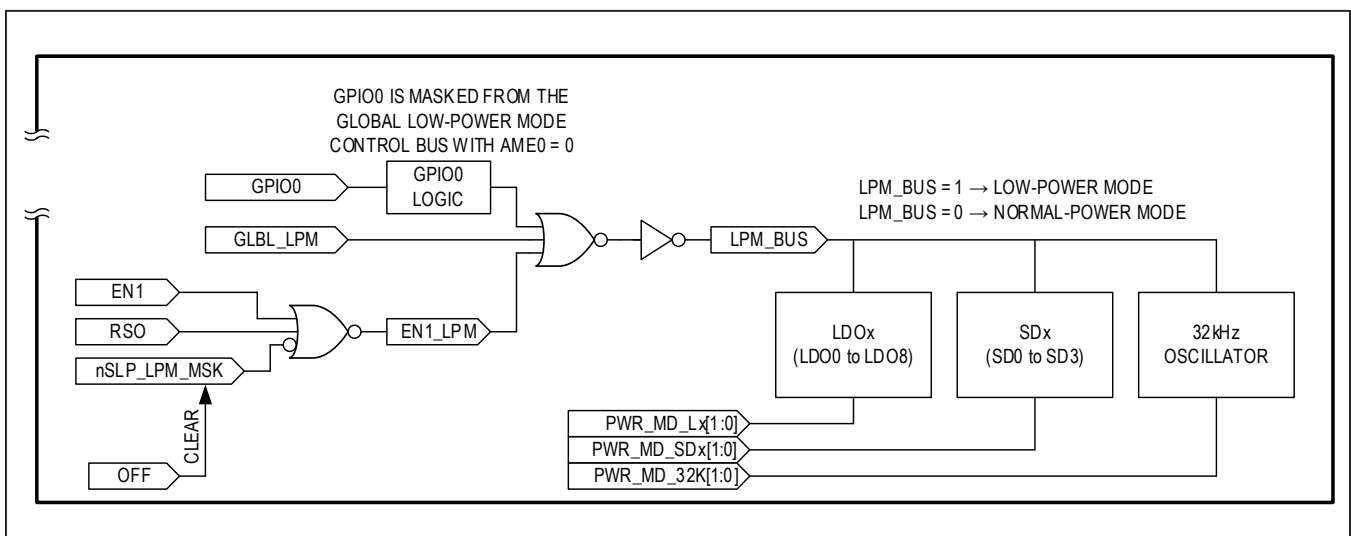 GPIO0 IS MASKED FROM THE
GLOBAL LOW-POWER MODE
CONTROL BUS WITH AME0 = 0
GPIO0
GPIO0
LOGIC
LPM_BUS = 1 → LOW-POWER MODE
LPM_BUS = 0 → NORMAL-POWER MODE
GLBL_LPM
LPM_BUS
EN1
RSO
EN1_LPM
nSLP_LPM_MSK
LDOx
(LDO0 to LDO8)
SDx
(SD0 to SD3)
32kHz
OSCILLATOR
CLEAR
OFF
PWR_MD_Lx[1:0]
PWR_MD_SDx[1:0]
PWR_MD_32K[1:0]